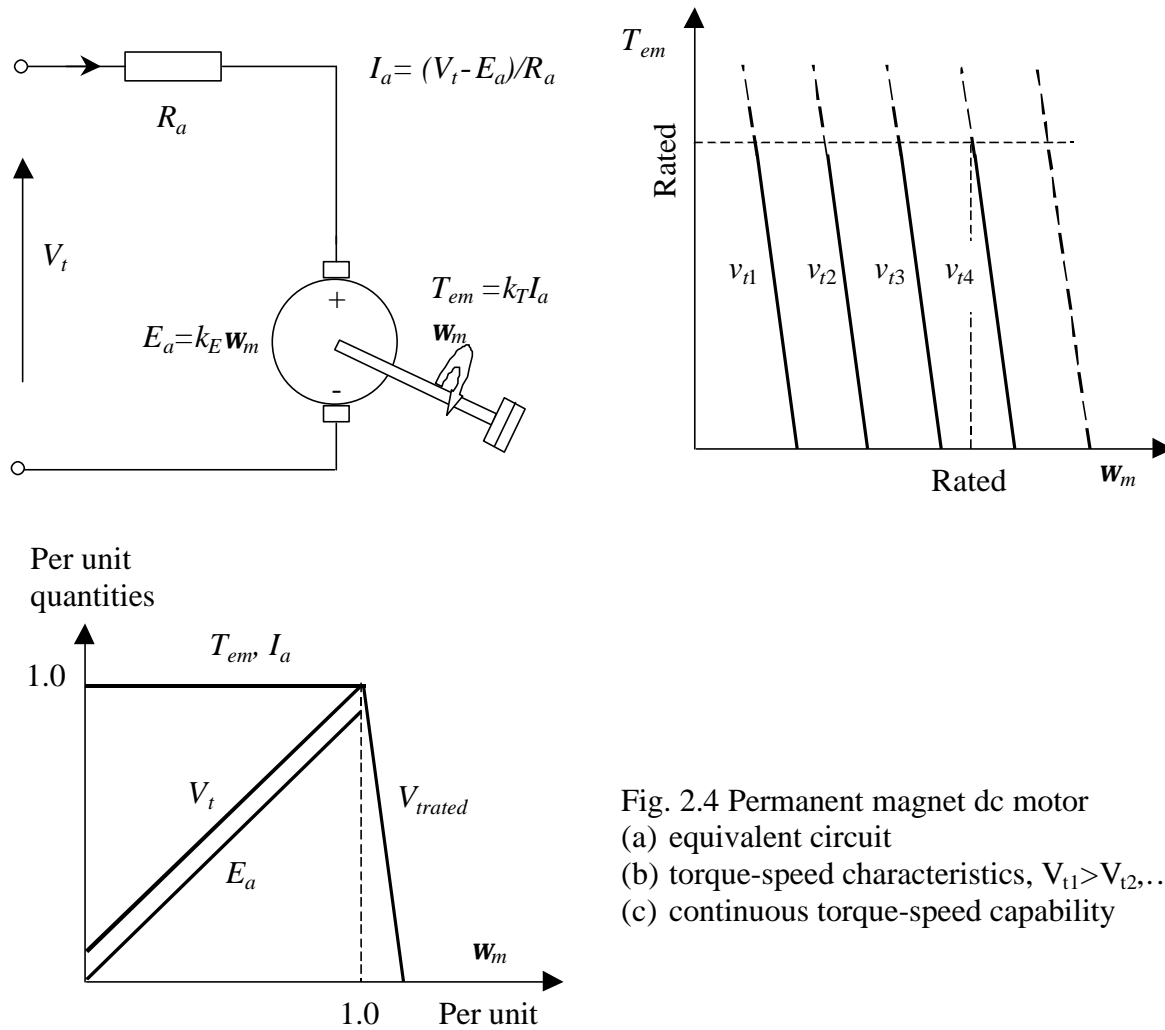 I_a= (V_t-E_a)/R_a
R_a
V_t
E_a=k_E w_m
+
-
T_em =k_T I_a
w_m
T_em
Rated
v_t1
v_t2
v_t3
v_t4
Rated
w_m
Per unit
quantities
1.0
T_em, I_a
V_t
E_a
V_trated
w_m
1.0
Per unit
Fig. 2.4 Permanent magnet dc motor
(a) equivalent circuit
(b) torque-speed characteristics, V_t1>V_t2,..
(c) continuous torque-speed capability